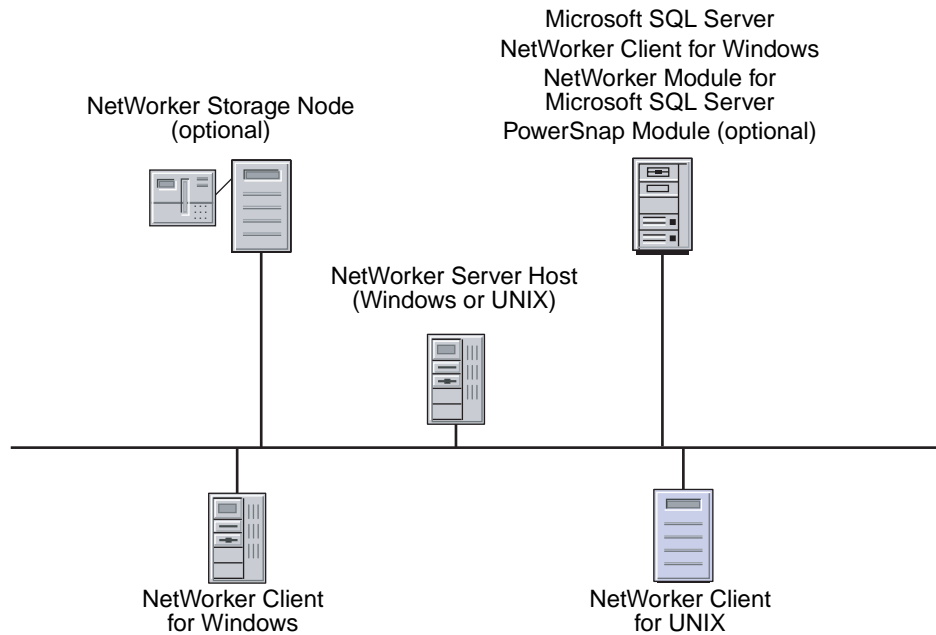 Microsoft SQL Server
NetWorker Client for Windows
NetWorker Module for
Microsoft SQL Server
PowerSnap Module (optional)
NetWorker Storage Node
(optional)
NetWorker Server Host
(Windows or UNIX)
NetWorker Client
for Windows
NetWorker Client
for UNIX